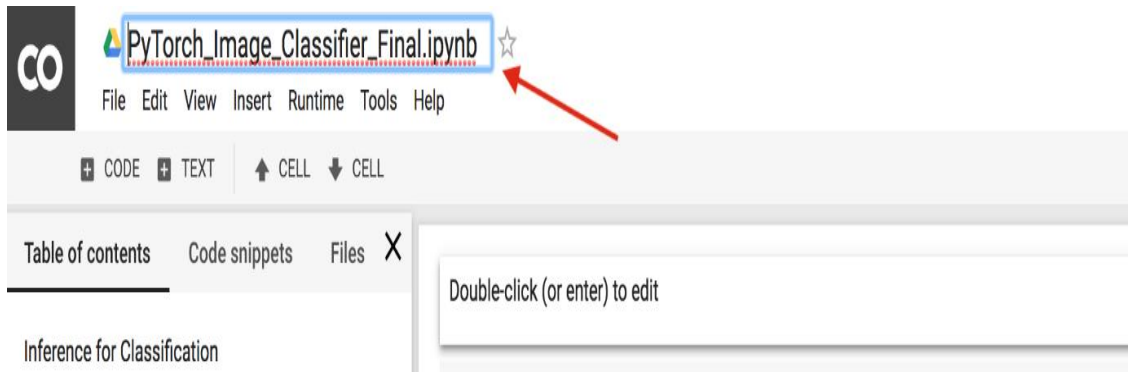 CO
PyTorch_Image_Classifier_Final.ipynb
File Edit View Insert Runtime Tools Help
CODE TEXT CELL CELL
Table of contents Code snippets Files X
Double-click (or enter) to edit
Inference for Classification